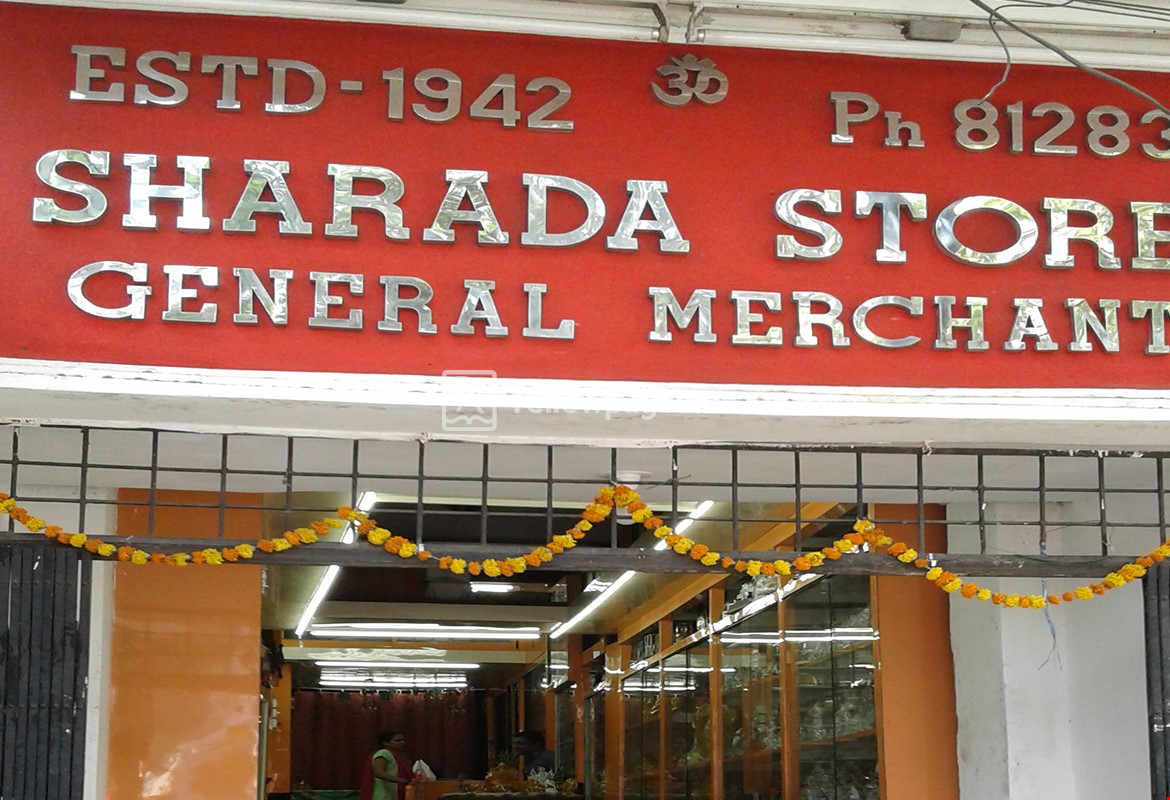 ESTD-1942 ॐ Ph 81283
SHARADA STORE
GENERAL MERCHANT